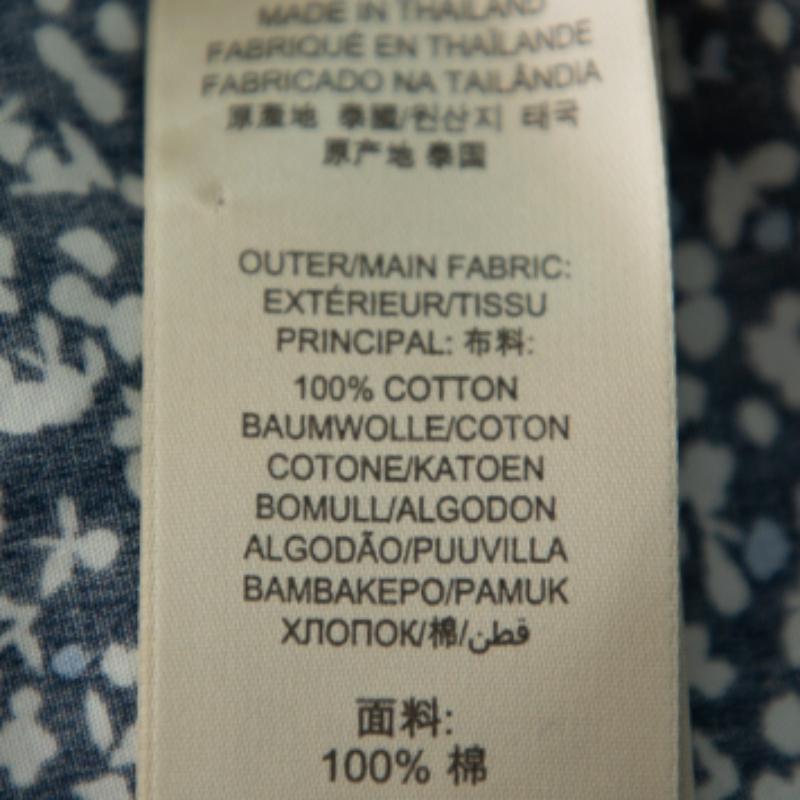 MADE IN THAILAND
FABRIQUÉ EN THAÏLANDE
FABRICADO NA TAILÂNDIA
原產地 泰國/원산지 태국
原产地 泰国
OUTER/MAIN FABRIC:
EXTÉRIEUR/TISSU
PRINCIPAL: 布料:
100% COTTON
BAUMWOLLE/COTON
COTONE/KATOEN
BOMULL/ALGODON
ALGODÃO/PUUVILLA
BAMBAKEPO/PAMUK
ХЛОПОК/棉/قطن
面料:
100% 棉